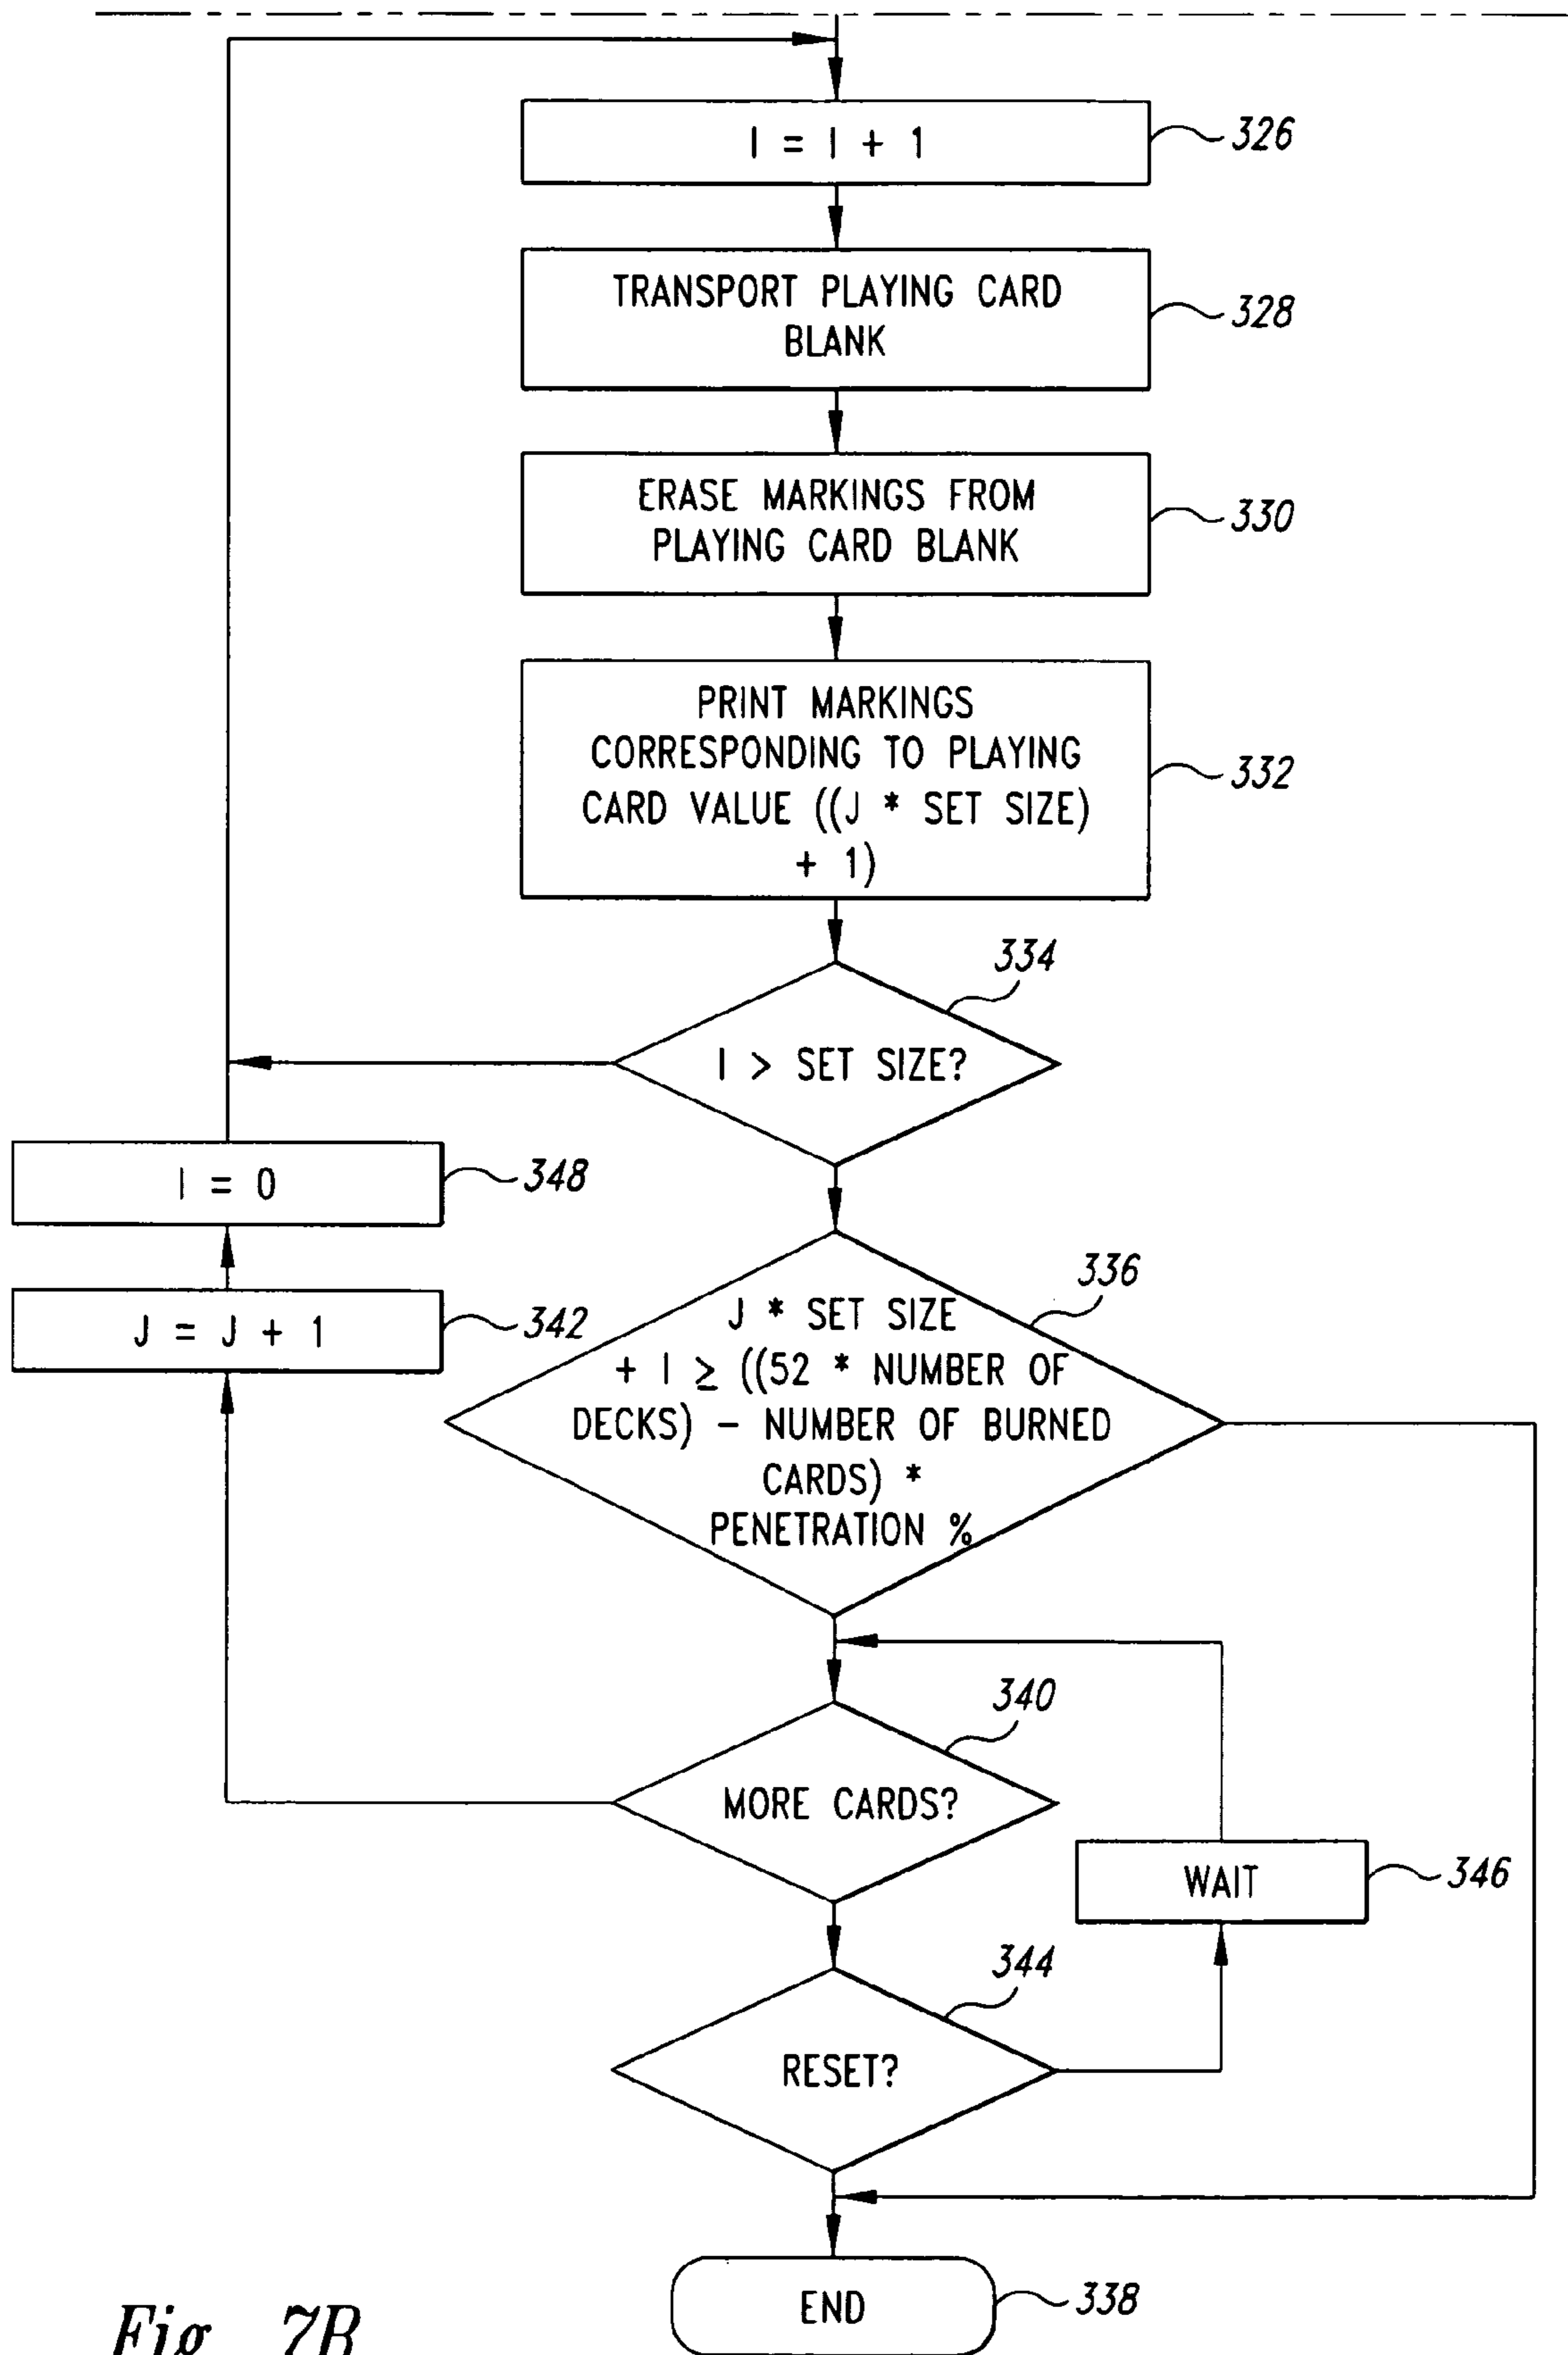 I = I + 1
326
TRANSPORT PLAYING CARD
BLANK
328
ERASE MARKINGS FROM
PLAYING CARD BLANK
330
PRINT MARKINGS
CORRESPONDING TO PLAYING
CARD VALUE ((J * SET SIZE)
+ 1)
332
334
I > SET SIZE?
I = 0
348
336
J = J + 1
342
J * SET SIZE
+ I ≥ ((52 * NUMBER OF
DECKS) – NUMBER OF BURNED
CARDS) *
PENETRATION %
340
MORE CARDS?
WAIT
346
344
RESET?
END
338
Fig. 7B